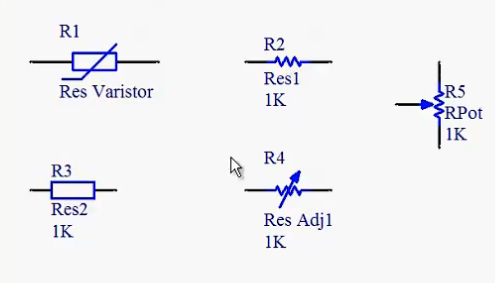 R1
Res Varistor
R2
Res1
1K
R5
RPot
1K
R3
Res2
1K
R4
Res Adj1
1K